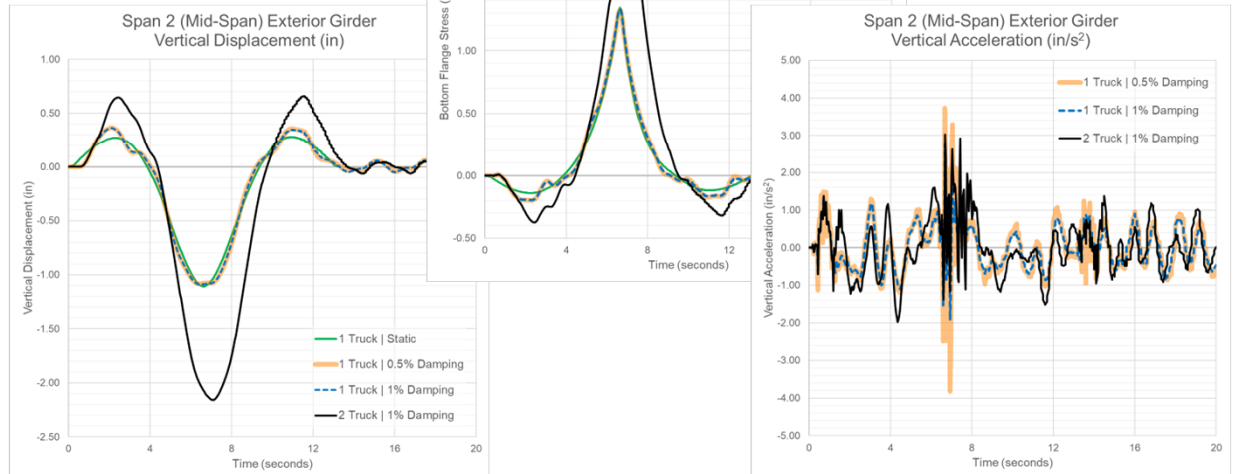 Span 2 (Mid-Span) Exterior Girder
Vertical Displacement (in)
1.00
0.50
0.00
-0.50
-1.00
-1.50
-2.00
-2.50
Vertical Displacement (in)
0
4
8
12
16
20
Time (seconds)
1 Truck | Static
1 Truck | 0.5% Damping
1 Truck | 1% Damping
2 Truck | 1% Damping
Bottom Flange Stress (
1.00
0.50
0.00
-0.50
0
4
8
12
Time (seconds)
Span 2 (Mid-Span) Exterior Girder
Vertical Acceleration (in/s²)
5.00
4.00
3.00
2.00
1.00
0.00
-1.00
-2.00
-3.00
-4.00
-5.00
Vertical Acceleration (in/s²)
1 Truck | 0.5% Damping
1 Truck | 1% Damping
2 Truck | 1% Damping
0
4
8
12
16
20
Time (seconds)